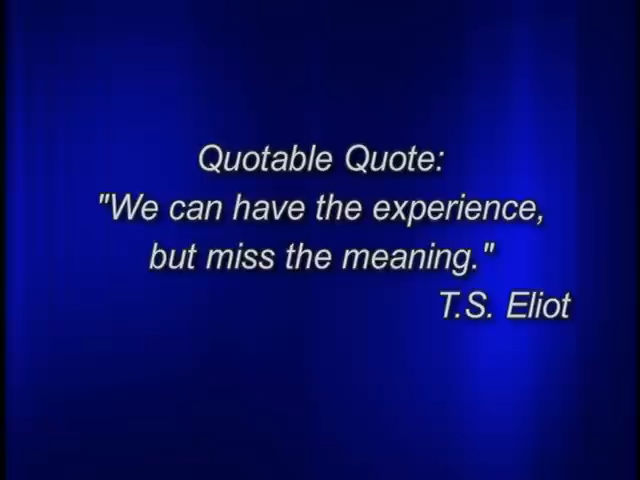 Quotable Quote:
"We can have the experience,
but miss the meaning."
T.S. Eliot